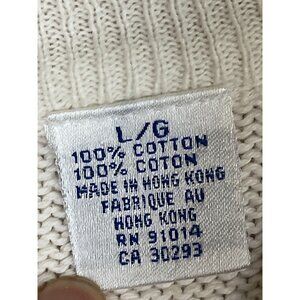 L/G
100% COTTON
100% COTON
MADE IN HONG KONG
FABRIQUE AU
HONG KONG
RN 91014
CA 30293